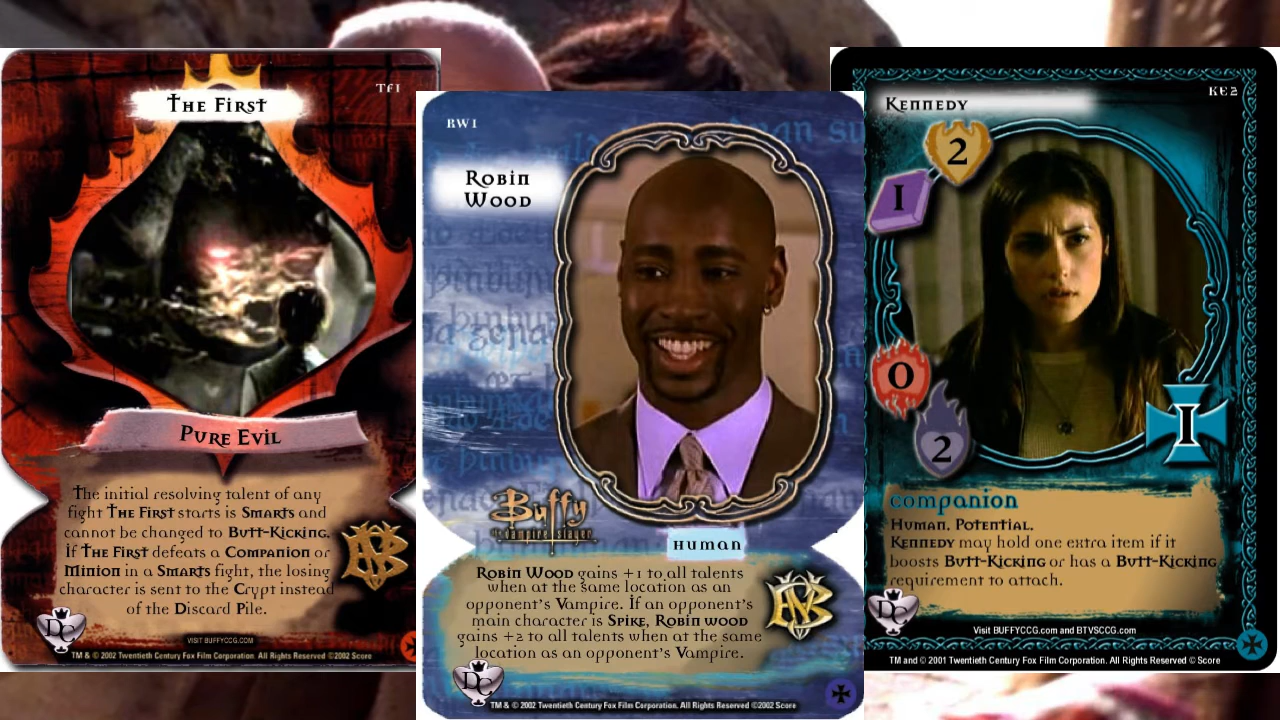 The First
TF1
Pure Evil
The initial resolving talent of any
fight The First starts is Smarts and
cannot be changed to Butt-Kicking.
If The First defeats a Companion or
Minion in a Smarts fight, the losing
character is sent to the Crypt instead
of the Discard Pile.
DC
VISIT BUFFYCCG.com
TM & © 2002 Twentieth Century Fox Film Corporation. All Rights Reserved ©2002 Score
RW1
Robin
Wood
Buffy
the vampire slayer
Human
Robin Wood gains +1 to all talents
when at the same location as an
opponent's Vampire. If an opponent's
main character is Spike, Robin wood
gains +2 to all talents when at the same
location as an opponent's Vampire.
DC
TM & © 2002 Twentieth Century Fox Film Corporation. All Rights Reserved ©2002 Score
Kennedy
KE2
2
1
0
2
1
companion
Human. Potential.
Kennedy may hold one extra item if it
boosts Butt-Kicking or has a Butt-Kicking
requirement to attach.
DC
Visit BUFFYCCG.com and BTVSCCG.com
TM and © 2001 Twentieth Century Fox Film Corporation. All Rights Reserved © Score